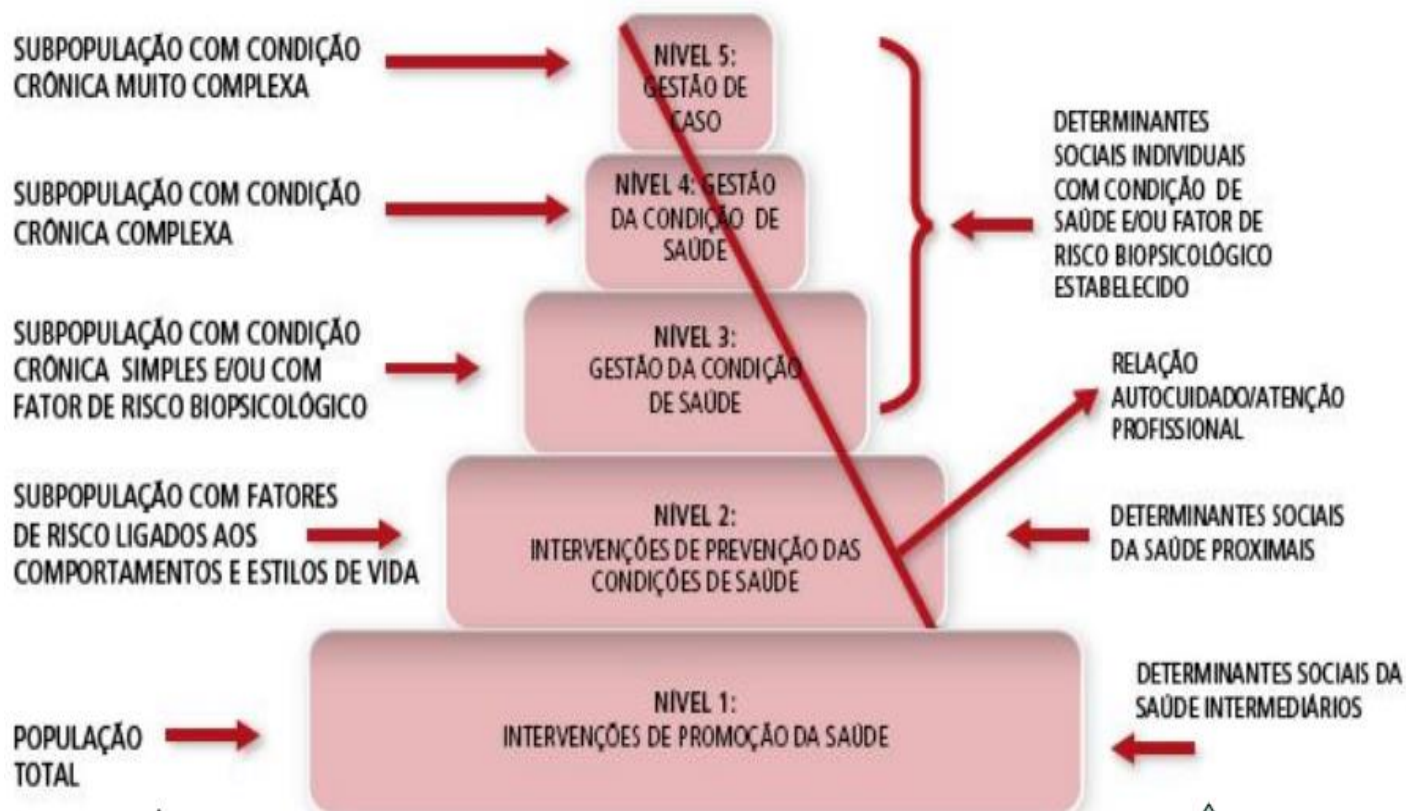 SUBPOPULAÇÃO COM CONDIÇÃO
CRÔNICA MUITO COMPLEXA
SUBPOPULAÇÃO COM CONDIÇÃO
CRÔNICA COMPLEXA
SUBPOPULAÇÃO COM CONDIÇÃO
CRÔNICA SIMPLES E/OU COM
FATOR DE RISCO BIOPSICOLÓGICO
SUBPOPULAÇÃO COM FATORES
DE RISCO LIGADOS AOS
COMPORTAMENTOS E ESTILOS DE VIDA
POPULAÇÃO
TOTAL
NÍVEL 5:
GESTÃO DE
CASO
NÍVEL 4: GESTÃO
DA CONDIÇÃO DE
SAÚDE
NÍVEL 3:
GESTÃO DA CONDIÇÃO
DE SAÚDE
NÍVEL 2:
INTERVENÇÕES DE PREVENÇÃO DAS
CONDIÇÕES DE SAÚDE
NÍVEL 1:
INTERVENÇÕES DE PROMOÇÃO DA SAÚDE
DETERMINANTES
SOCIAIS INDIVIDUAIS
COM CONDIÇÃO DE
SAÚDE E/OU FATOR DE
RISCO BIOPSICOLÓGICO
ESTABELECIDO
RELAÇÃO
AUTOCUIDADO/ATENÇÃO
PROFISSIONAL
DETERMINANTES SOCIAIS
DA SAÚDE PROXIMAIS
DETERMINANTES SOCIAIS DA
SAÚDE INTERMEDIÁRIOS